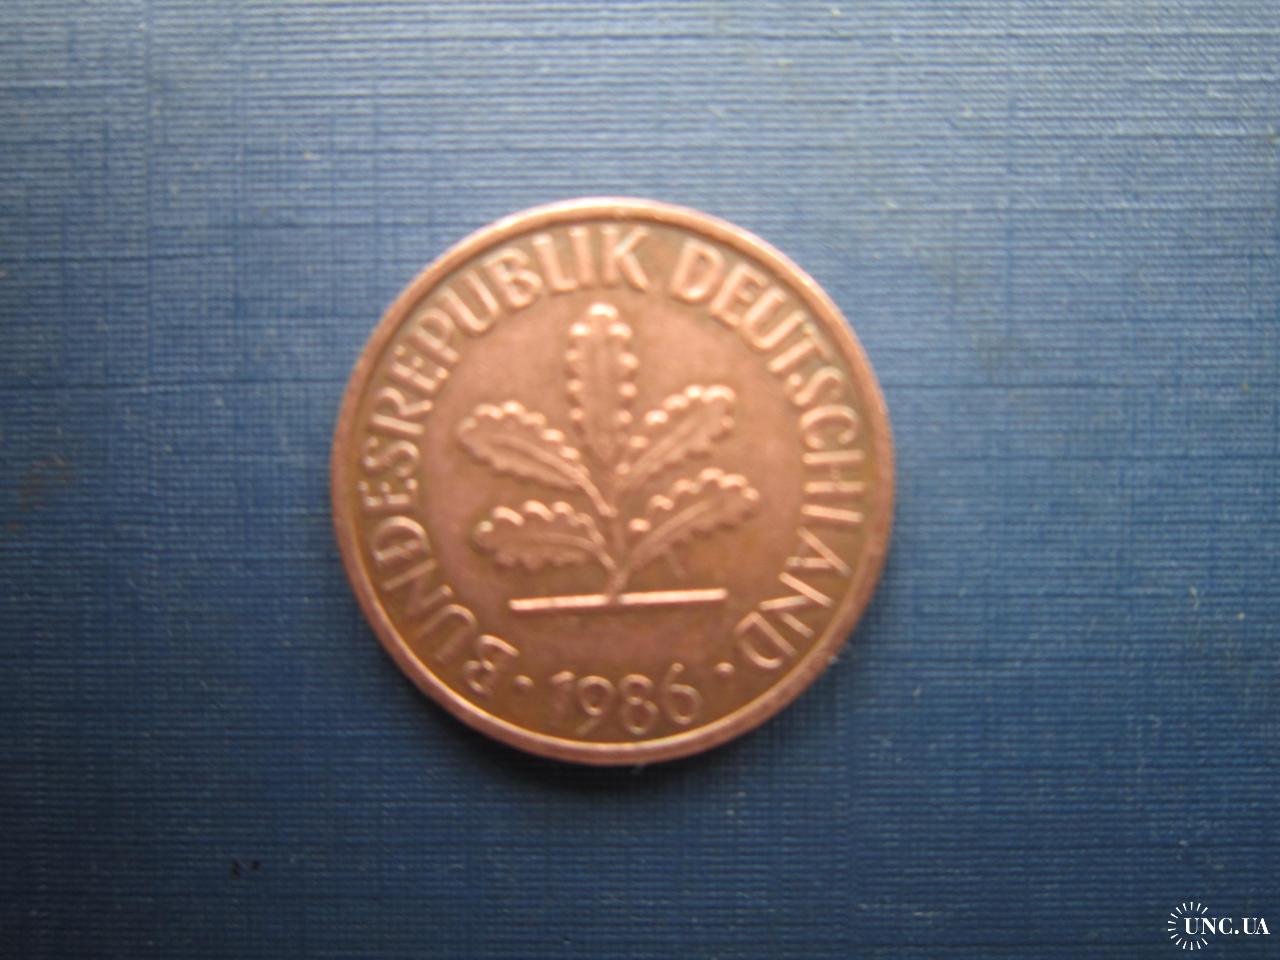 BUNDESREPUBLIK DEUTSCHLAND
· 1986 ·
UNC.UA